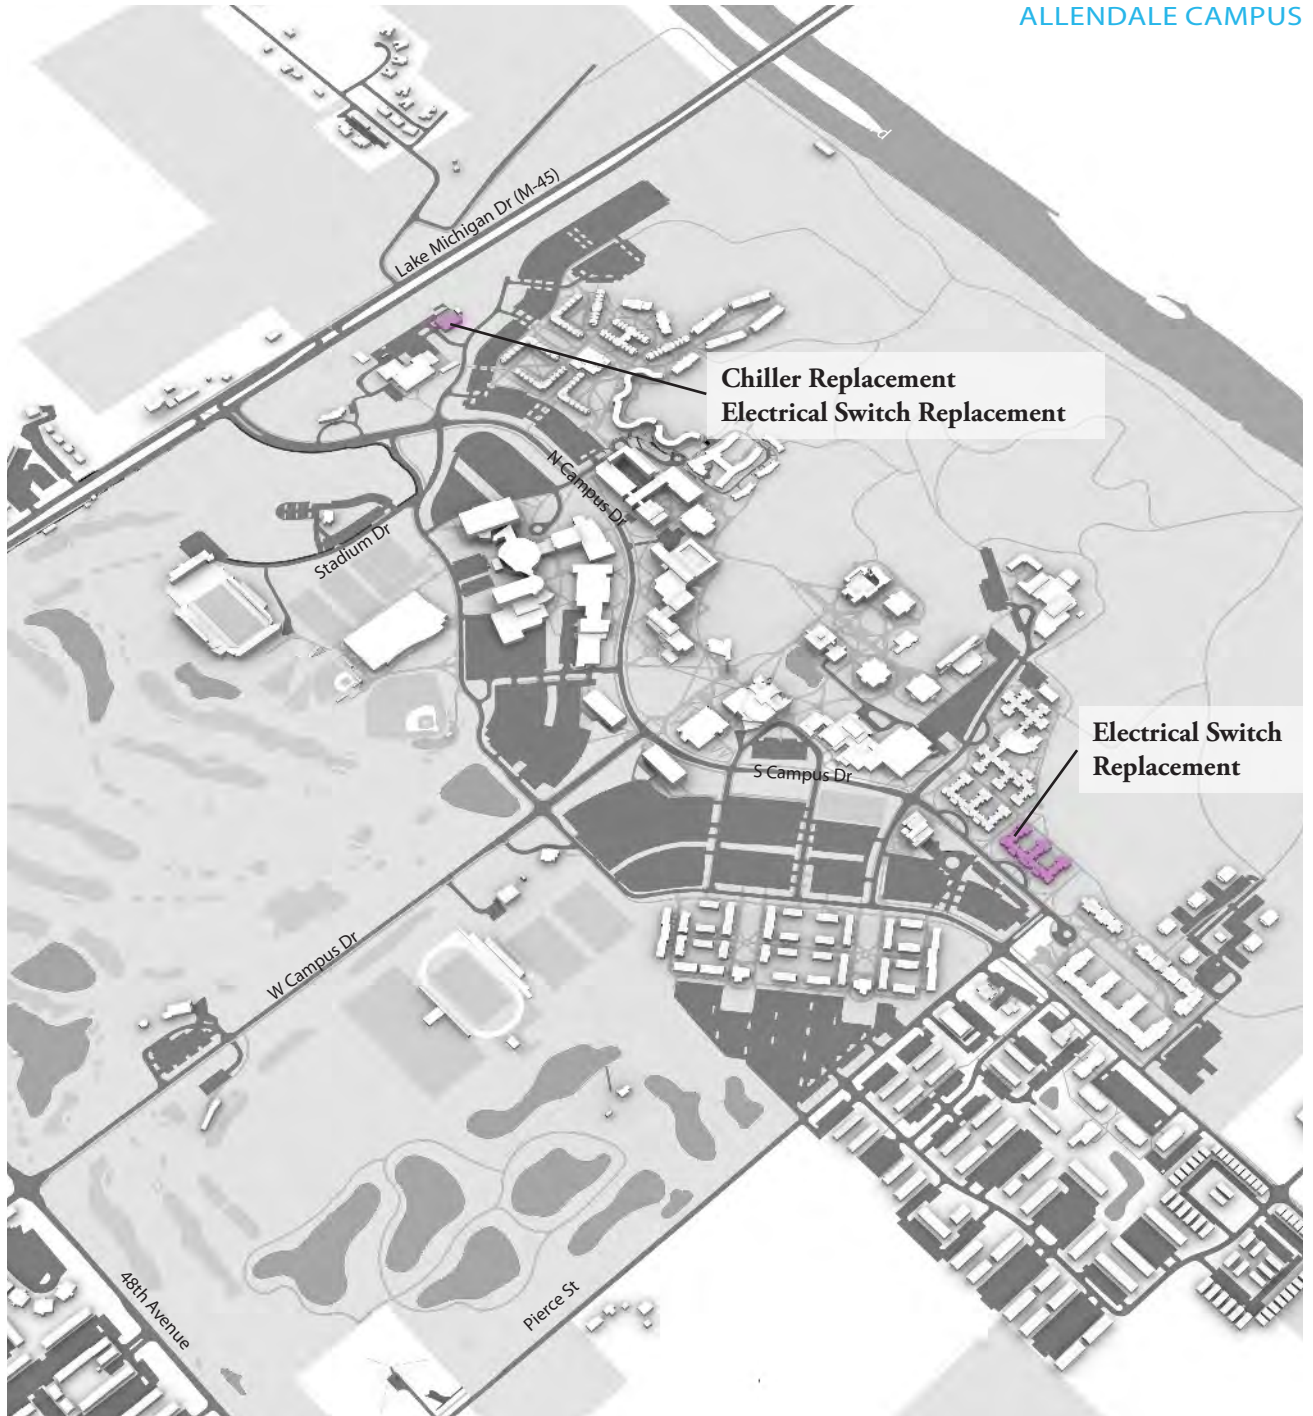 ALLENDALE CAMPUS
Lake Michigan Dr (M-45)
Chiller Replacement
Electrical Switch Replacement
N Campus Dr
Stadium Dr
Electrical Switch
Replacement
S Campus Dr
W Campus Dr
48th Avenue
Pierce St